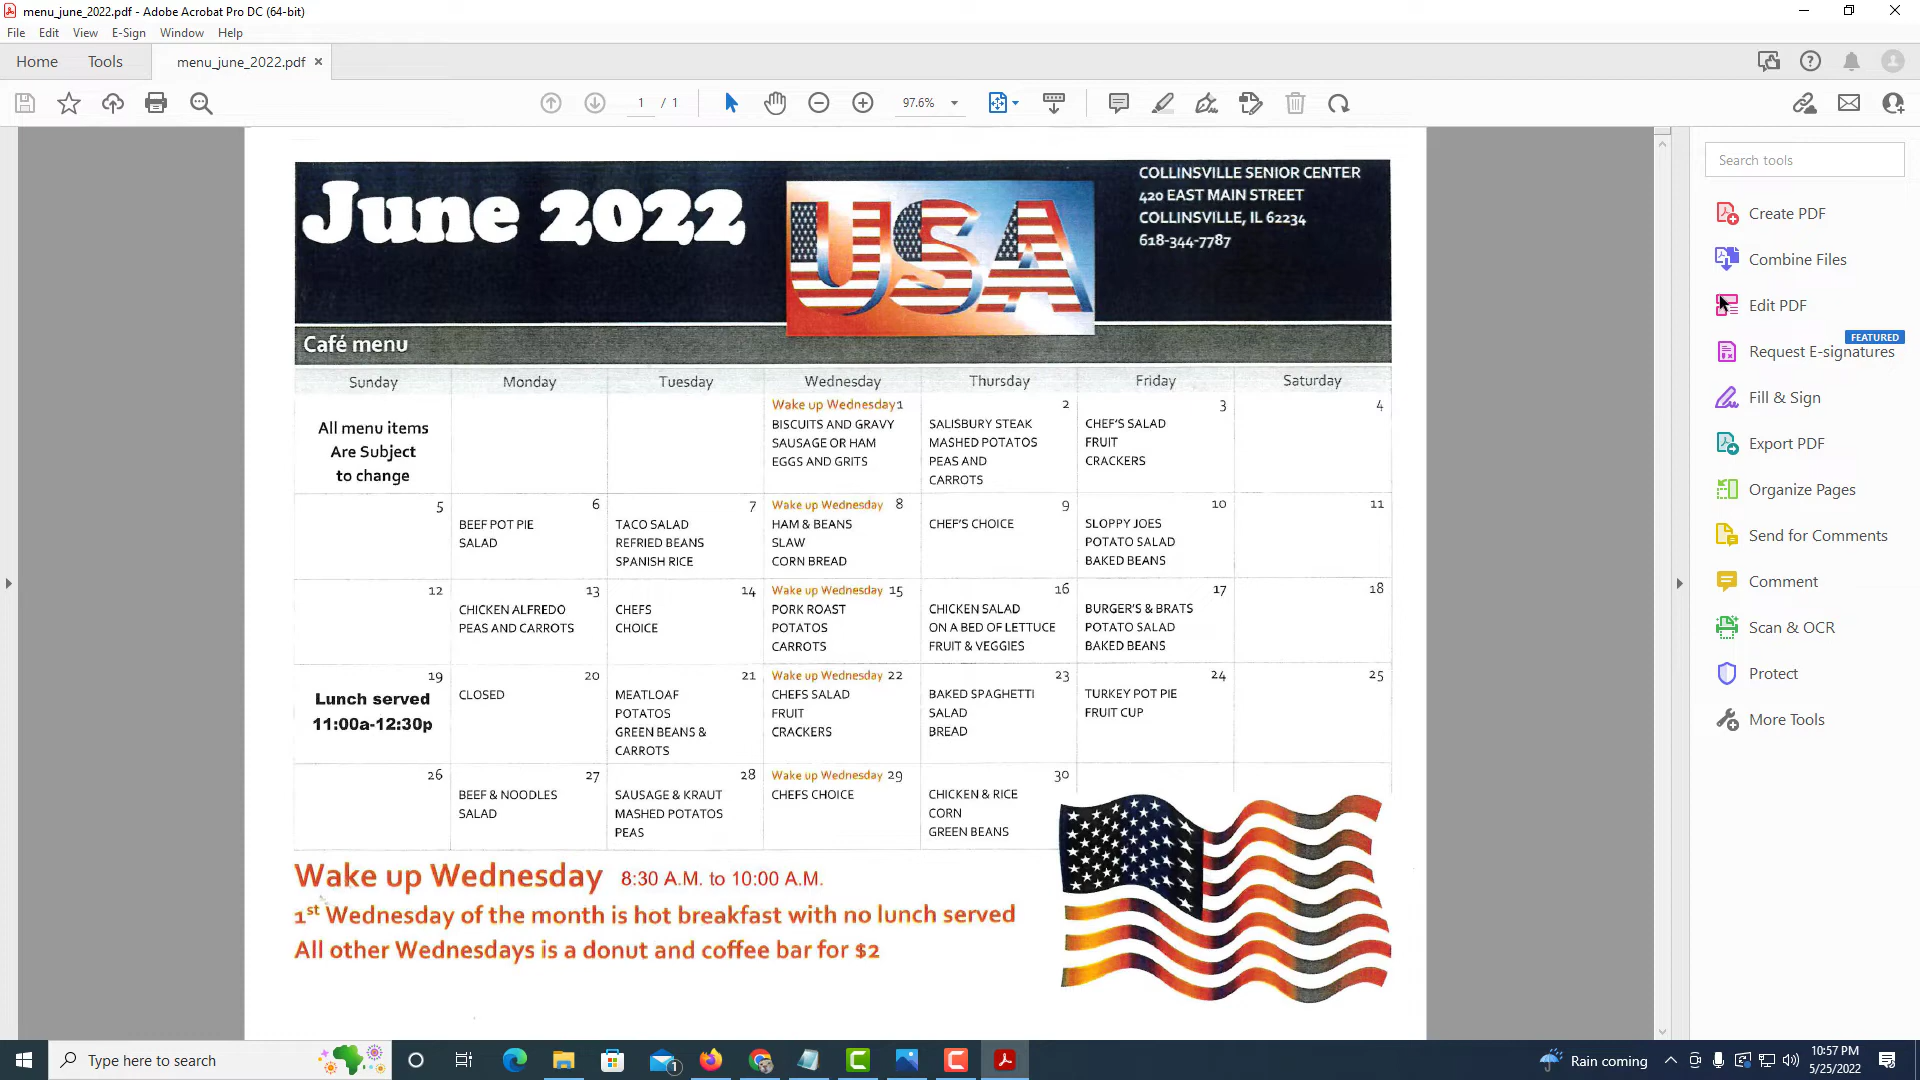 menu_june_2022.pdf - Adobe Acrobat Pro DC (64-bit)
File Edit View E-Sign Window Help
Home Tools menu_june_2022.pdf
1 / 1 97.6%
June 2022
USA
COLLINSVILLE SENIOR CENTER
420 EAST MAIN STREET
COLLINSVILLE, IL 62234
618-344-7787
Café menu
Sunday Monday Tuesday Wednesday Thursday Friday Saturday
All menu items
Are Subject
to change
Wake up Wednesday 1
BISCUITS AND GRAVY
SAUSAGE OR HAM
EGGS AND GRITS
2
SALISBURY STEAK
MASHED POTATOS
PEAS AND
CARROTS
3
CHEF'S SALAD
FRUIT
CRACKERS
4
5
6
BEEF POT PIE
SALAD
7
TACO SALAD
REFRIED BEANS
SPANISH RICE
Wake up Wednesday 8
HAM & BEANS
SLAW
CORN BREAD
9
CHEF'S CHOICE
10
SLOPPY JOES
POTATO SALAD
BAKED BEANS
11
12
13
CHICKEN ALFREDO
PEAS AND CARROTS
14
CHEFS
CHOICE
Wake up Wednesday 15
PORK ROAST
POTATOS
CARROTS
16
CHICKEN SALAD
ON A BED OF LETTUCE
FRUIT & VEGGIES
17
BURGER'S & BRATS
POTATO SALAD
BAKED BEANS
18
19
Lunch served
11:00a-12:30p
20
CLOSED
21
MEATLOAF
POTATOS
GREEN BEANS &
CARROTS
Wake up Wednesday 22
CHEFS SALAD
FRUIT
CRACKERS
23
BAKED SPAGHETTI
SALAD
BREAD
24
TURKEY POT PIE
FRUIT CUP
25
26
27
BEEF & NOODLES
SALAD
28
SAUSAGE & KRAUT
MASHED POTATOS
PEAS
Wake up Wednesday 29
CHEFS CHOICE
30
CHICKEN & RICE
CORN
GREEN BEANS
Wake up Wednesday 8:30 A.M. to 10:00 A.M.
1st Wednesday of the month is hot breakfast with no lunch served
All other Wednesdays is a donut and coffee bar for $2
Search tools
Create PDF
Combine Files
Edit PDF
FEATURED
Request E-signatures
Fill & Sign
Export PDF
Organize Pages
Send for Comments
Comment
Scan & OCR
Protect
More Tools
Type here to search
1
Rain coming
10:57 PM
5/25/2022